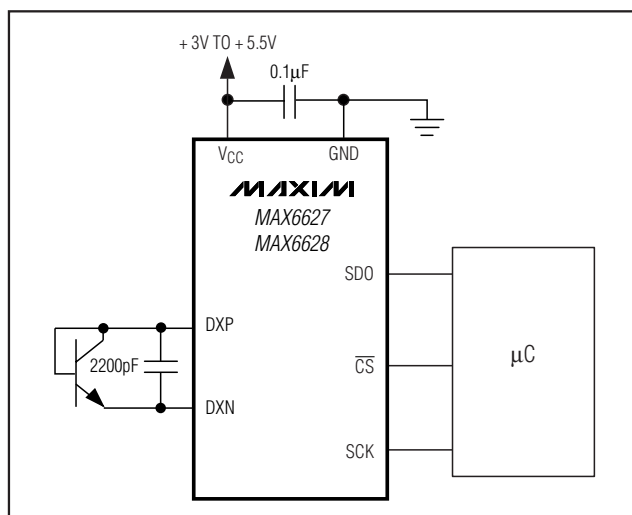 + 3V TO + 5.5V
0.1μF
VCC
GND
MAXIM
MAX6627
MAX6628
SDO
DXP
2200pF
μC
CS
DXN
SCK